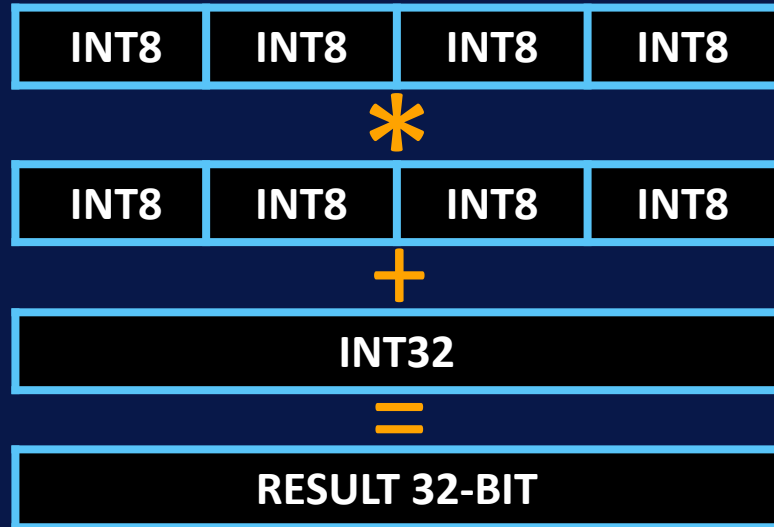 INT8 INT8 INT8 INT8
*
INT8 INT8 INT8 INT8
+
INT32
=
RESULT 32-BIT